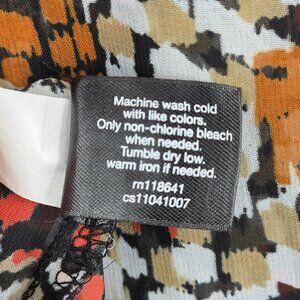 Machine wash cold
with like colors.
Only non-chlorine bleach
when needed.
Tumble dry low.
warm iron if needed.
rn118641
cs11041007